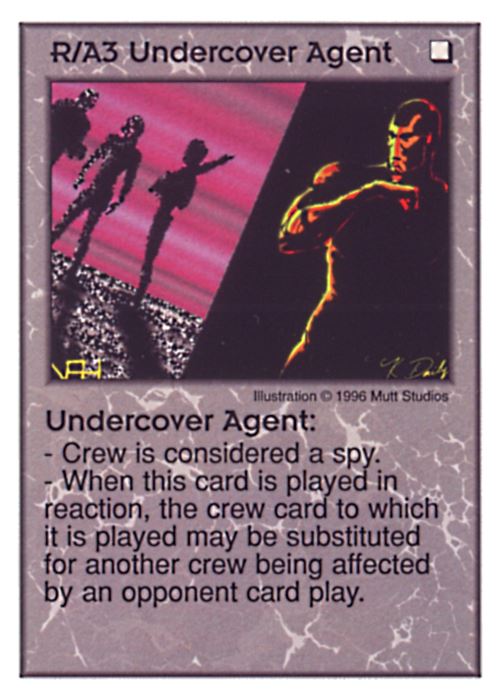 R/A3 Undercover Agent
Illustration © 1996 Mutt Studios
Undercover Agent:
- Crew is considered a spy.
- When this card is played in
reaction, the crew card to which
it is played may be substituted
for another crew being affected
by an opponent card play.